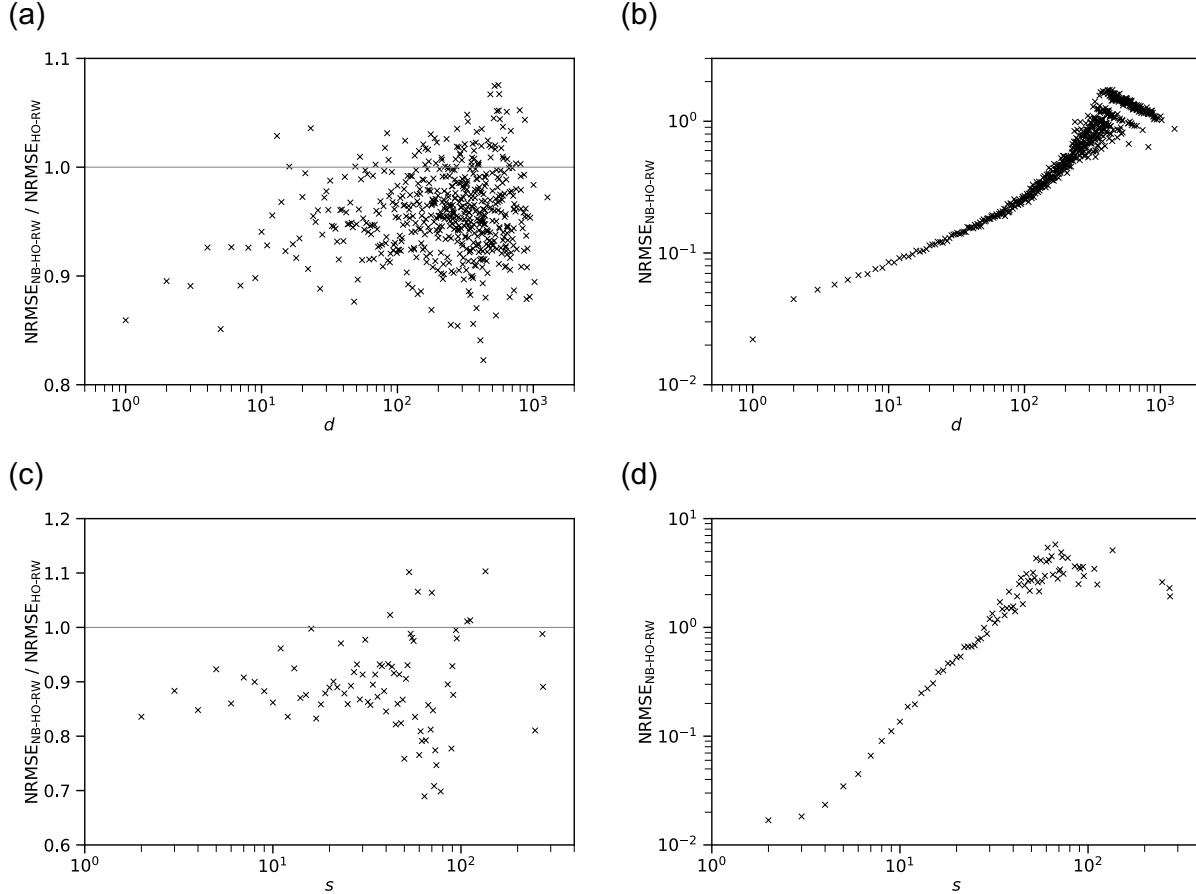 (a)
1.1
1.0
0.9
0.8
NRMSE_NB-HO-RW / NRMSE_HO-RW
10^0
10^1
10^2
10^3
d
(b)
10^0
10^−1
10^−2
NRMSE_NB-HO-RW
10^0
10^1
10^2
10^3
d
(c)
1.2
1.1
1.0
0.9
0.8
0.7
0.6
NRMSE_NB-HO-RW / NRMSE_HO-RW
10^0
10^1
10^2
s
(d)
10^1
10^0
10^−1
10^−2
NRMSE_NB-HO-RW
10^0
10^1
10^2
s